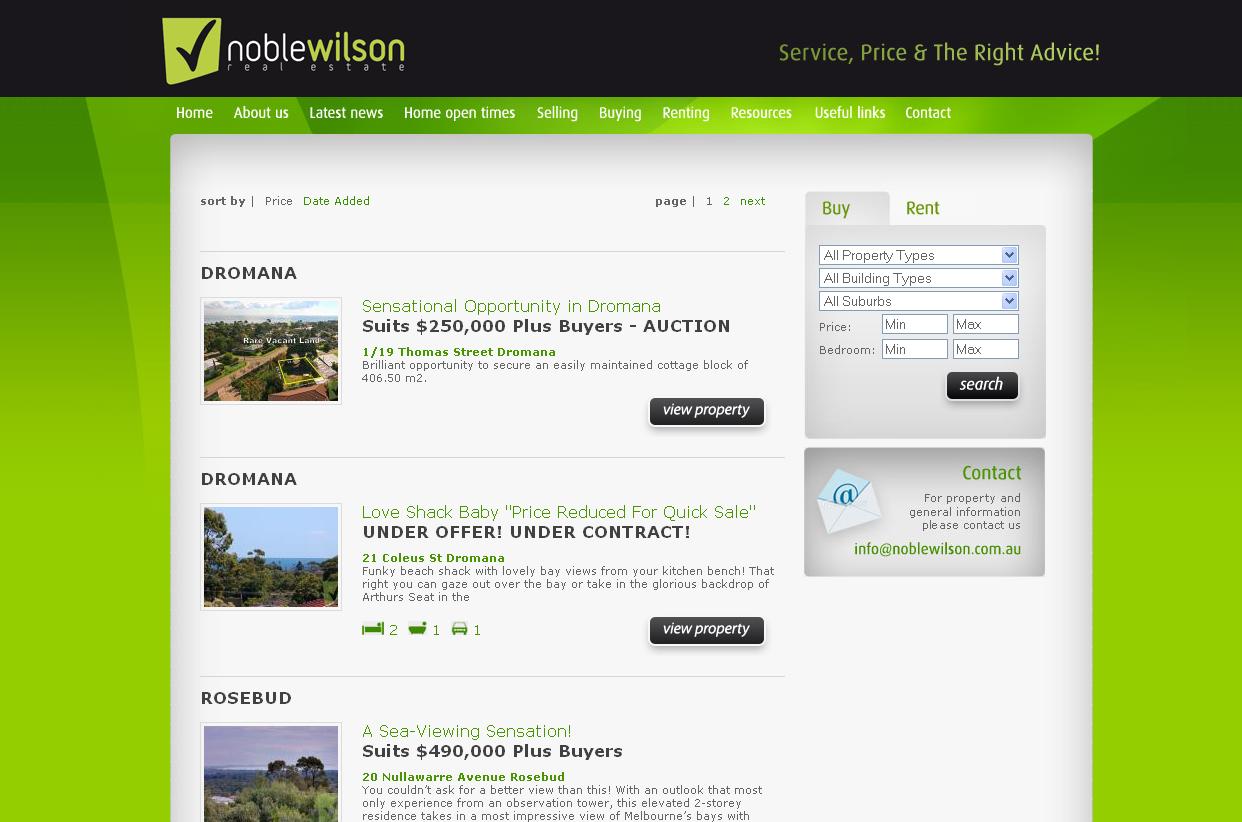 noblewilson
real estate
Service, Price & The Right Advice!
Home About us Latest news Home open times Selling Buying Renting Resources Useful links Contact
sort by | Price Date Added
page | 1 2 next
DROMANA
Rare Vacant Land
Sensational Opportunity in Dromana
Suits $250,000 Plus Buyers - AUCTION
1/19 Thomas Street Dromana
Brilliant opportunity to secure an easily maintained cottage block of
406.50 m2.
view property
DROMANA
Love Shack Baby "Price Reduced For Quick Sale"
UNDER OFFER! UNDER CONTRACT!
21 Coleus St Dromana
Funky beach shack with lovely bay views from your kitchen bench! That
right you can gaze out over the bay or take in the glorious backdrop of
Arthurs Seat in the
2 1 1
view property
ROSEBUD
A Sea-Viewing Sensation!
Suits $490,000 Plus Buyers
20 Nullawarre Avenue Rosebud
You couldn't ask for a better view than this! With an outlook that most
only experience from an observation tower, this elevated 2-storey
residence takes in a most impressive view of Melbourne's bays with
Buy Rent
All Property Types
All Building Types
All Suburbs
Price: Min Max
Bedroom: Min Max
search
@
Contact
For property and
general information
please contact us
info@noblewilson.com.au